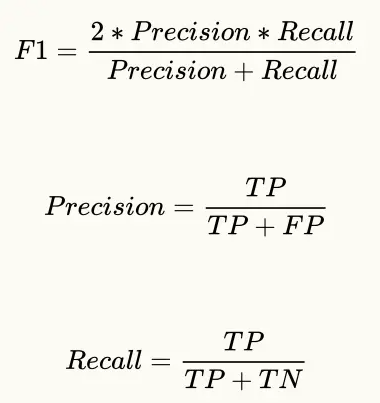 F1 = 2 * Precision * Recall / Precision + Recall
Precision = TP / TP + FP
Recall = TP / TP + TN